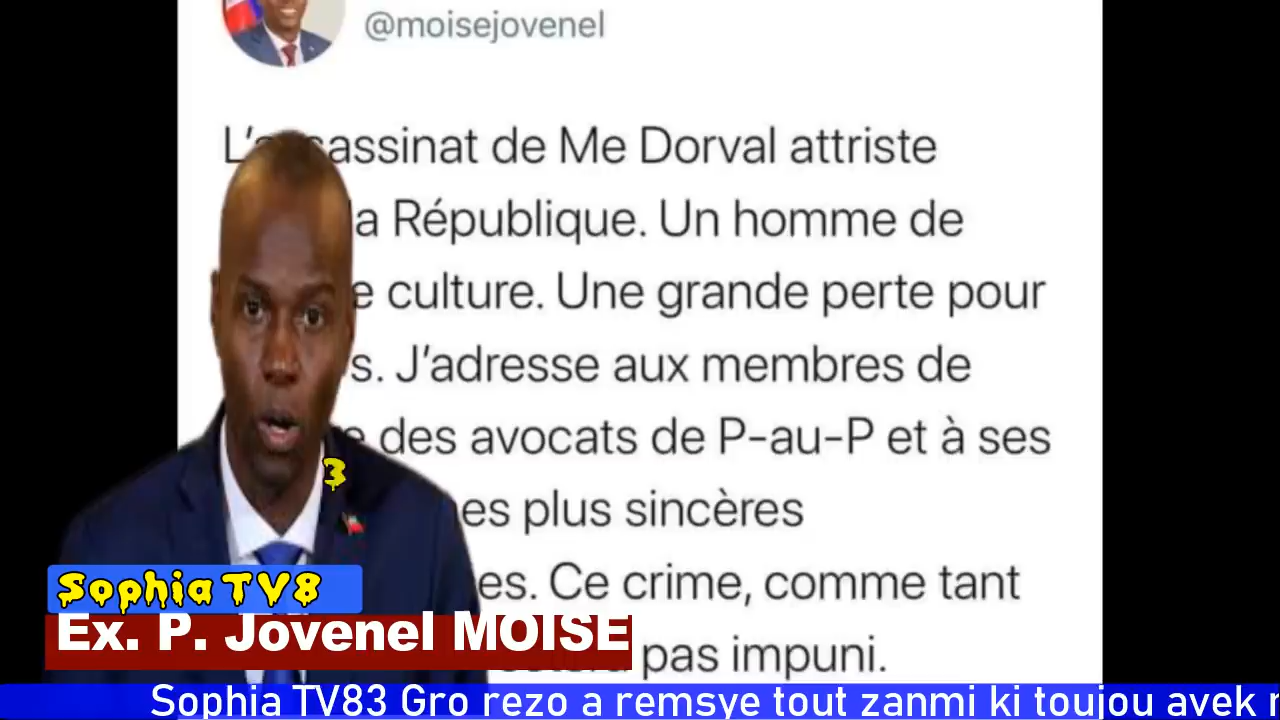 @moisejovenel
L'assassinat de Me Dorval attriste
la République. Un homme de
culture. Une grande perte pour
J'adresse aux membres de
des avocats de P-au-P et à ses
plus sincères
Ce crime, comme tant
pas impuni.
3
Sophia TV8
Ex. P. Jovenel MOISE
Sophia TV83 Gro rezo a remsye tout zanmi ki toujou avek